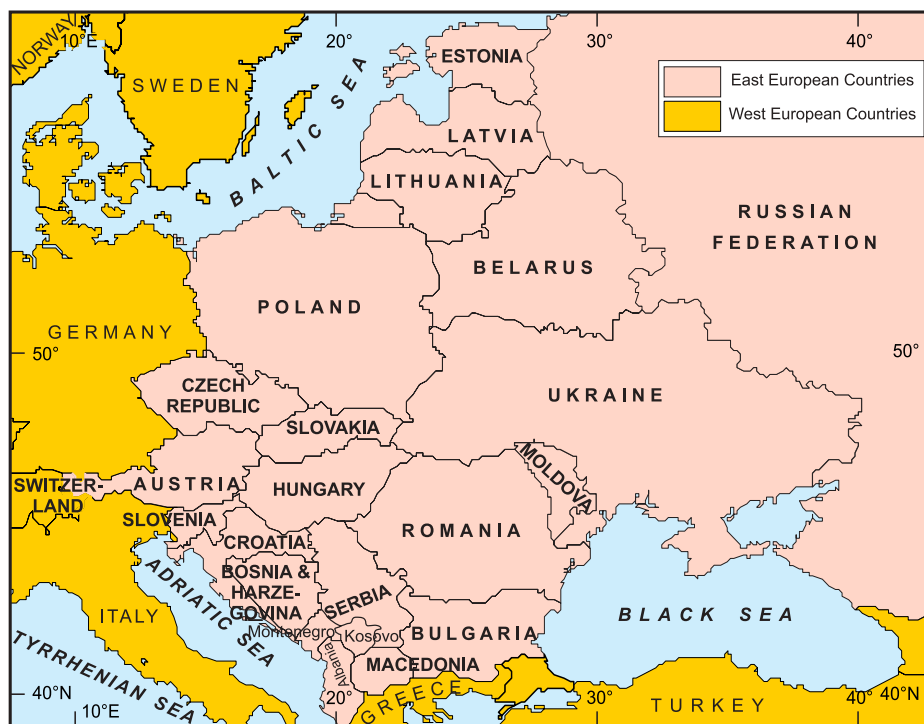 NORWAY
10°E
20°
30°
40°
ESTONIA
SWEDEN
BALTIC SEA
East European Countries
West European Countries
LATVIA
LITHUANIA
RUSSIAN
FEDERATION
BELARUS
POLAND
GERMANY
50°
50°
CZECH
REPUBLIC
UKRAINE
SLOVAKIA
MOLDOVA
SWITZER-
LAND
AUSTRIA
HUNGARY
SLOVENIA
CROATIA
ROMANIA
BOSNIA &
HARZE-
GOVINA
ADRIATIC SEA
SERBIA
ITALY
BLACK SEA
Montenegro
Kosovo
BULGARIA
Albania
MACEDONIA
TYRRHENIAN SEA
40°N
20°
GREECE
30°
TURKEY
40°
40°N
10°E